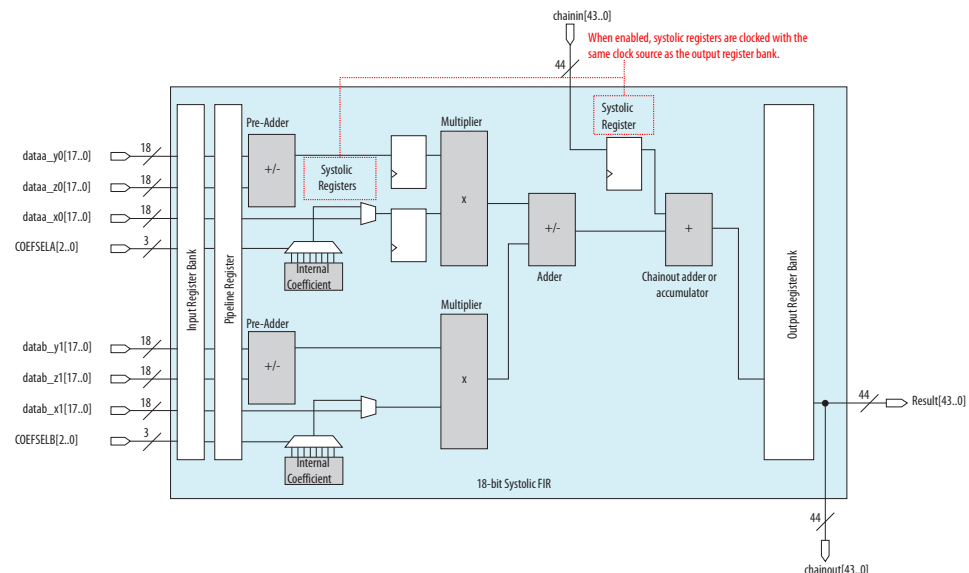 chainin[43..0]
When enabled, systolic registers are clocked with the
same clock source as the output register bank.
44
Systolic
Register
Pre-Adder
Multiplier
dataa_y0[17..0]
18
+/-
Systolic
Registers
dataa_z0[17..0]
18
x
dataa_x0[17..0]
18
+/-
+
COEFSELA[2..0]
3
Internal
Coefficient
Adder
Chainout adder or
accumulator
Input Register Bank
Pipeline Register
Output Register Bank
Multiplier
Pre-Adder
datab_y1[17..0]
18
+/-
datab_z1[17..0]
18
x
datab_x1[17..0]
18
44
Result[43..0]
COEFSELB[2..0]
3
Internal
Coefficient
18-bit Systolic FIR
44
chainout[43..0]